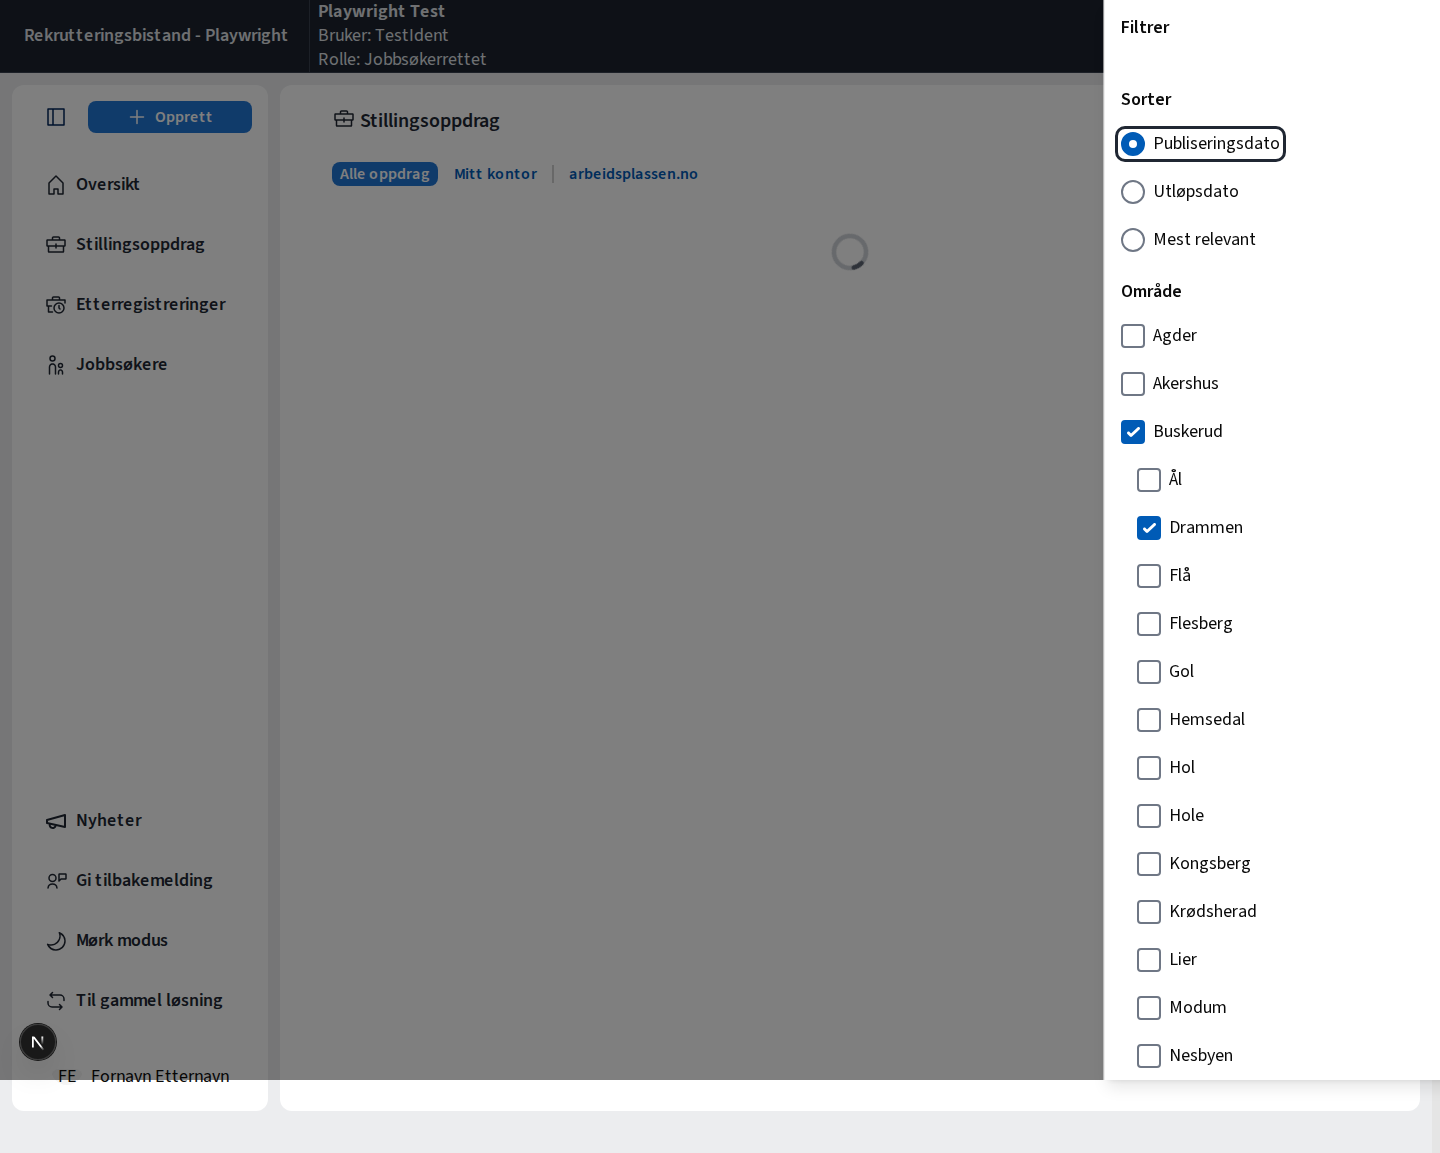 Rekrutteringsbistand - Playwright
Playwright Test
Bruker: TestIdent
Rolle: Jobbsøkerrettet
Opprett
Oversikt
Stillingsoppdrag
Etterregistreringer
Jobbsøkere
Nyheter
Gi tilbakemelding
Mørk modus
Til gammel løsning
N
FE Fornavn Etternavn
Stillingsoppdrag
Alle oppdrag Mitt kontor arbeidsplassen.no
Filtrer
Sorter
Publiseringsdato
Utløpsdato
Mest relevant
Område
Agder
Akershus
Buskerud
Ål
Drammen
Flå
Flesberg
Gol
Hemsedal
Hol
Hole
Kongsberg
Krødsherad
Lier
Modum
Nesbyen